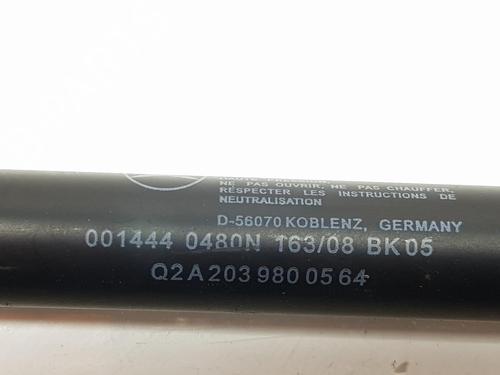 NE PAS OUVRIR, NE PAS CHAUFFER,
RESPECTER LES INSTRUCTIONS DE
NEUTRALISATION
D-56070 KOBLENZ, GERMANY
001444 0480N 163/08 BK05
Q2 A 203 980 05 64